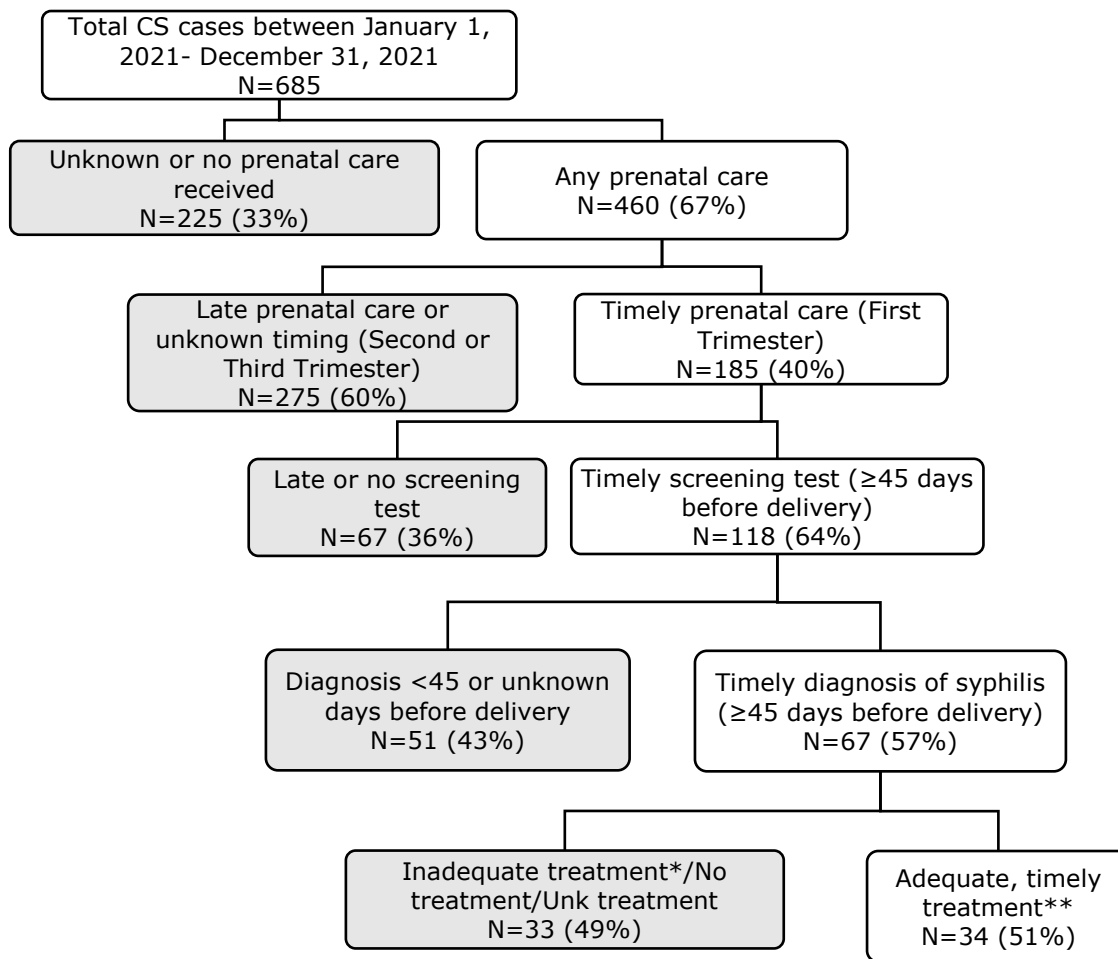 Total CS cases between January 1,
2021- December 31, 2021
N=685
Unknown or no prenatal care
received
N=225 (33%)
Any prenatal care
N=460 (67%)
Late prenatal care or
unknown timing (Second or
Third Trimester)
N=275 (60%)
Timely prenatal care (First
Trimester)
N=185 (40%)
Late or no screening
test
N=67 (36%)
Timely screening test (≥45 days
before delivery)
N=118 (64%)
Diagnosis <45 or unknown
days before delivery
N=51 (43%)
Timely diagnosis of syphilis
(≥45 days before delivery)
N=67 (57%)
Inadequate treatment*/No
treatment/Unk treatment
N=33 (49%)
Adequate, timely
treatment**
N=34 (51%)